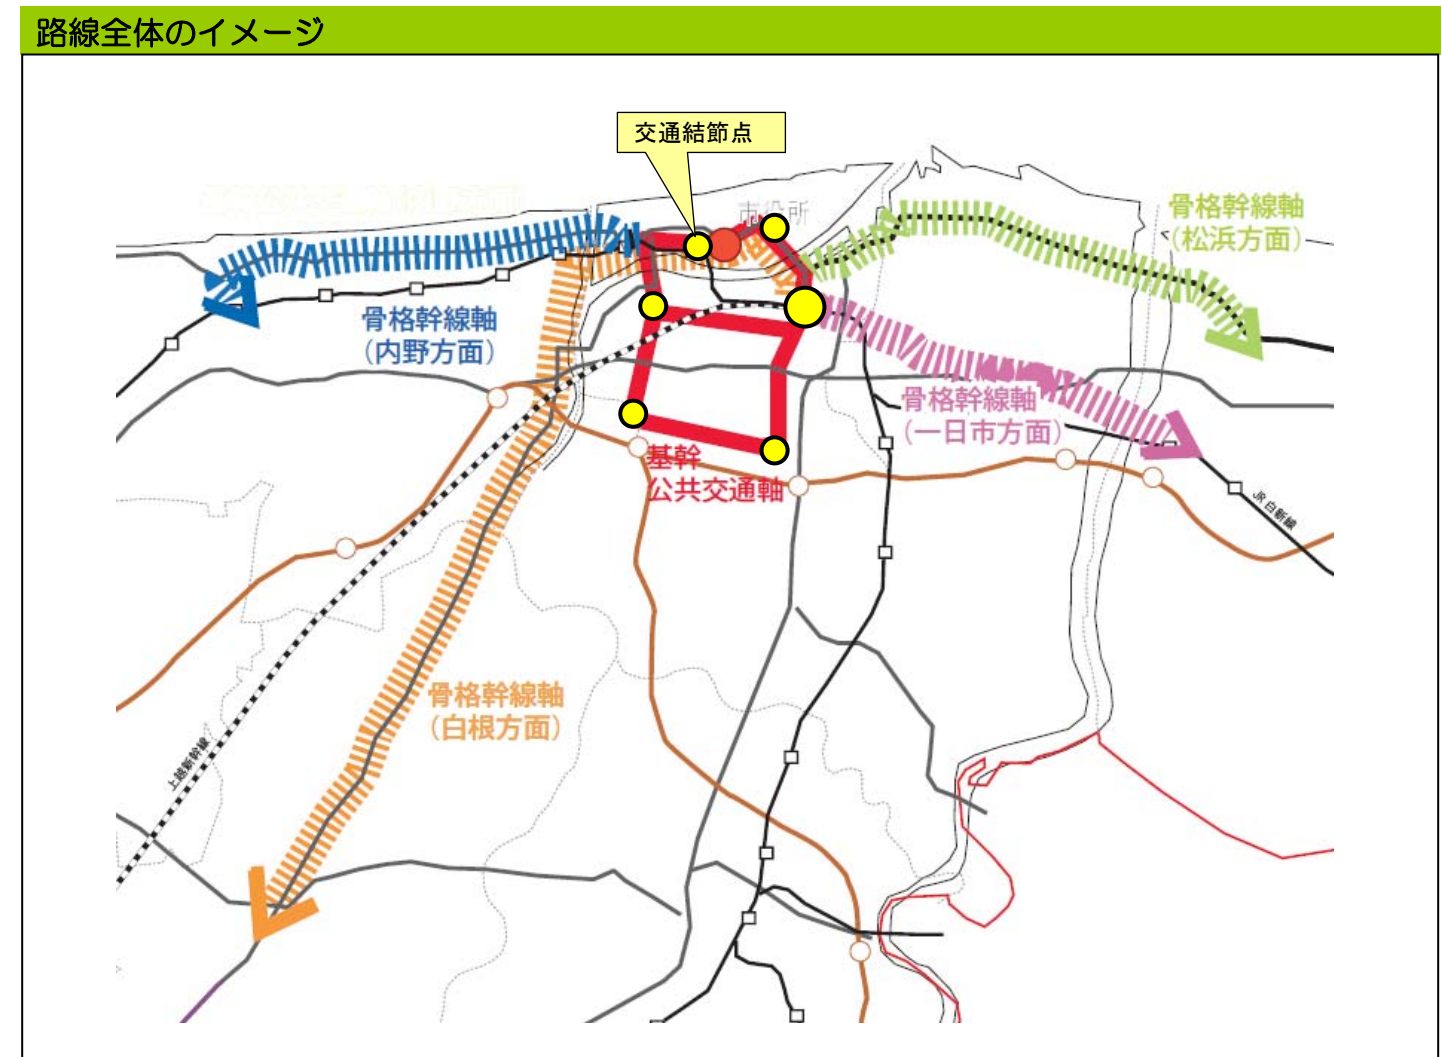 路線全体のイメージ
交通結節点
市役所
骨格幹線軸
（松浜方面）
骨格幹線軸
（内野方面）
骨格幹線軸
（一日市方面）
基幹
公共交通軸
JR白新線
骨格幹線軸
（白根方面）
上越新幹線